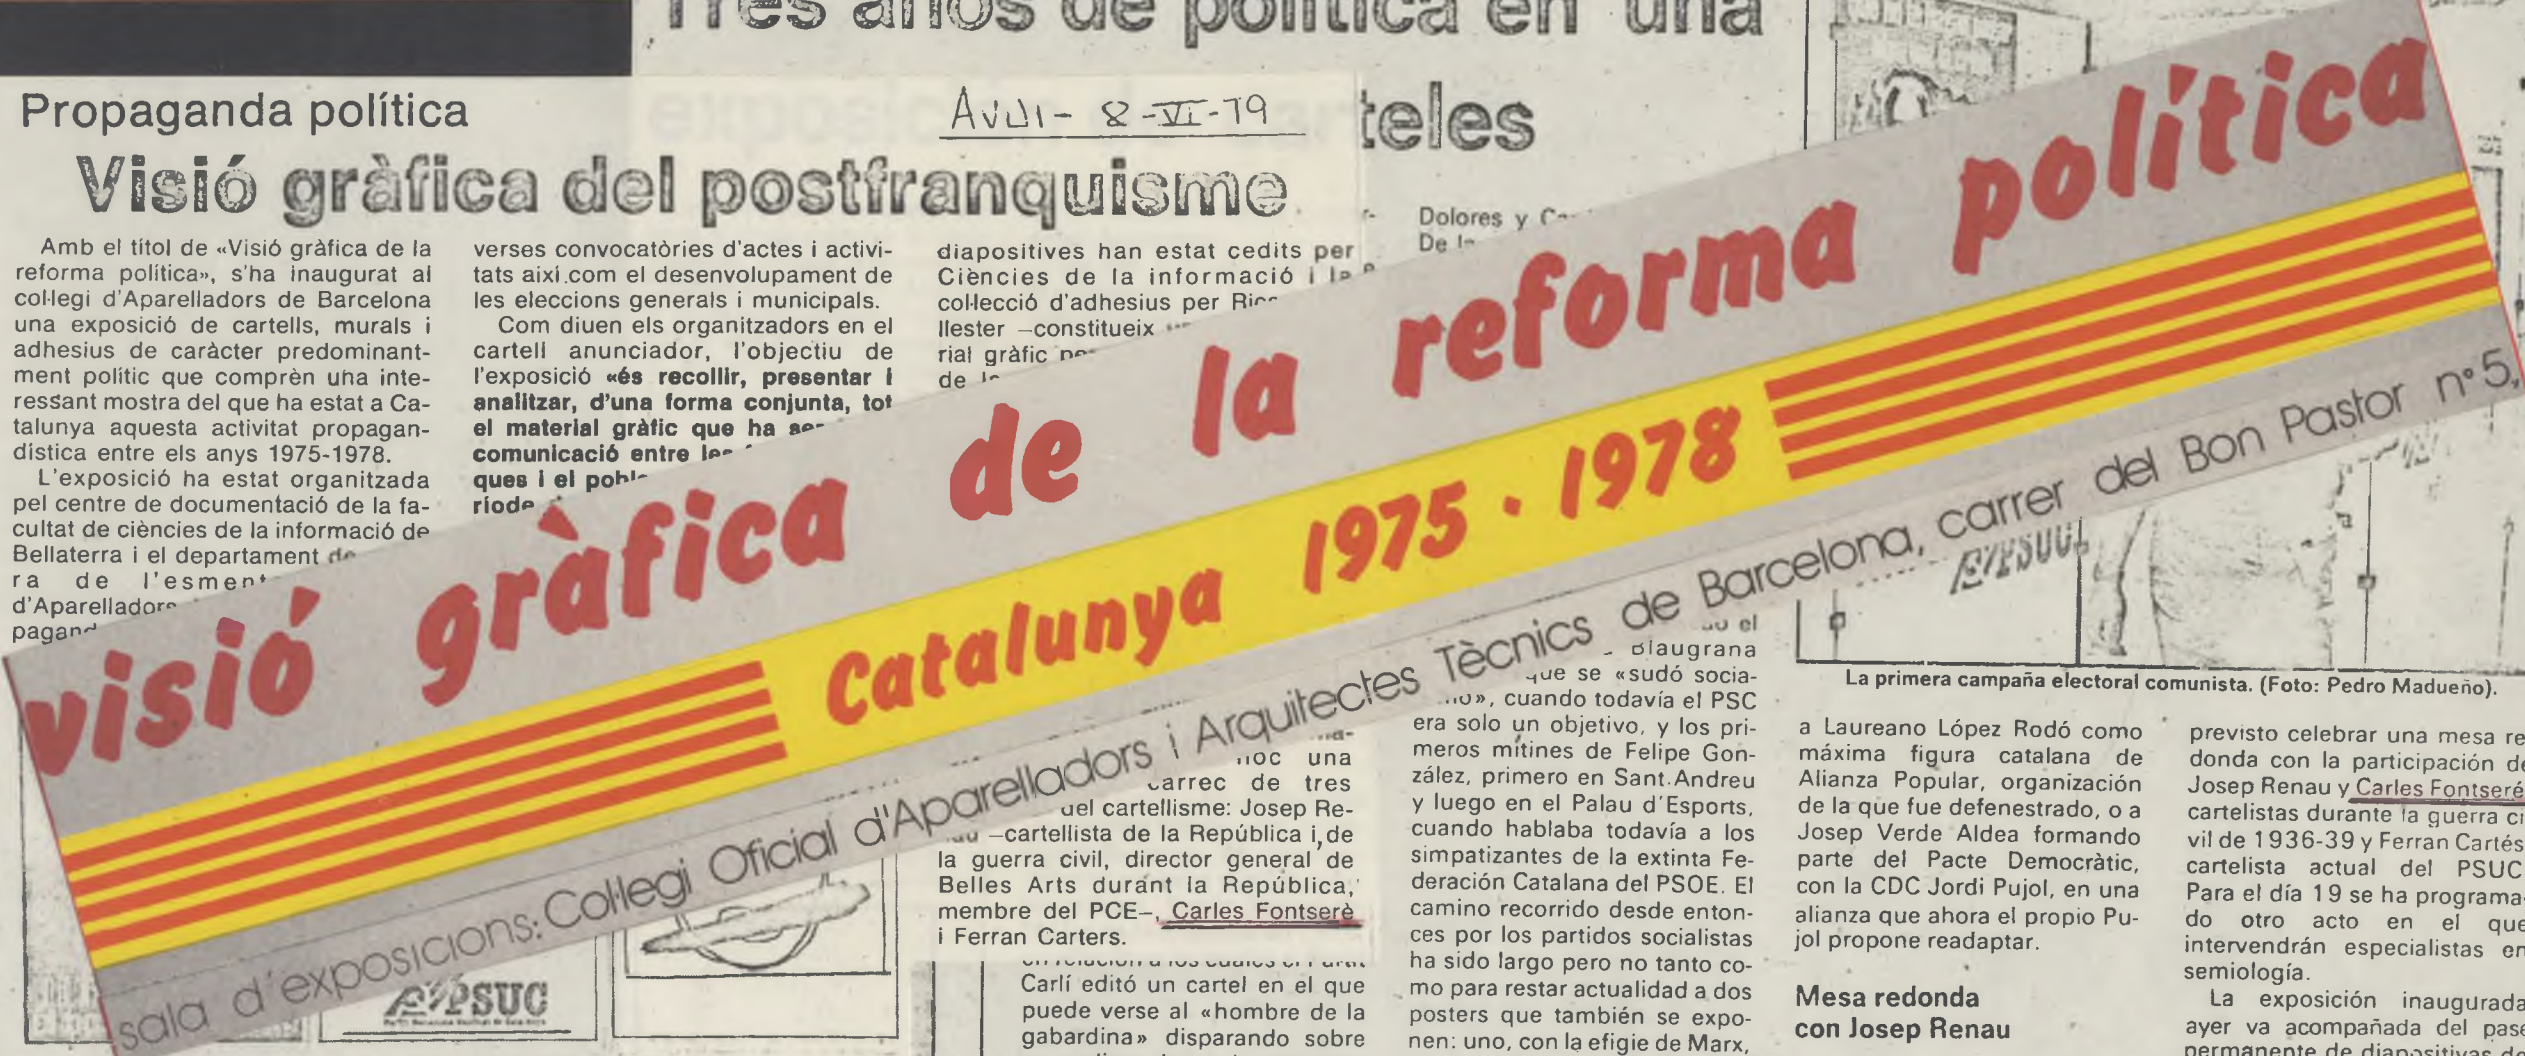 Tres años de política en una
teles
Propaganda política
AVUI - 8-VI-79
Visió gràfica del postfranquisme
Amb el títol de «Visió gràfica de la
reforma política», s'ha inaugurat al
col·legi d'Aparelladors de Barcelona
una exposició de cartells, murals i
adhesius de caràcter predominant-
ment polític que comprèn una inte-
ressant mostra del que ha estat a Ca-
talunya aquesta activitat propagan-
dística entre els anys 1975-1978.
L'exposició ha estat organitzada
pel centre de documentació de la fa-
cultat de ciències de la informació de
Bellaterra i el departament
ra de
d'Aparelladors
verses convocatòries d'actes i activi-
tats així.com el desenvolupament de
les eleccions generals i municipals.
Com diuen els organitzadors en el
cartell anunciador, l'objectiu de
l'exposició «és recollir, presentar i
analitzar, d'una forma conjunta, tot
el material gràfic que ha
comunicació entre les
ques i el poble
ríode
diapositives han estat cedits per
Ciències de la informació i la
col·lecció d'adhesius per
llester —constitueix
rial gràfic
de
Dolores y
De
visió gràfica de la reforma política
Catalunya 1975 · 1978
sala d'exposicions: Col·legi Oficial d'Aparelladors i Arquitectes Tècnics de Barcelona, carrer del Bon Pastor nº 5,
una
càrrec de tres
del cartellisme: Josep Re-
nau —cartellista de la República i,de
la guerra civil, director general de
Belles Arts durant la República,
membre del PCE—, Carles Fontserè
i Ferran Carters.
Carlí editó un cartel en el que
puede verse al «hombre de la
gabardina» disparando sobre
el
blaugrana
que se «sudó socia-
», cuando todavía el PSC
era solo un objetivo, y los pri-
meros mítines de Felipe Gon-
zález, primero en Sant.Andreu
y luego en el Palau d'Esports,
cuando hablaba todavía a los
simpatizantes de la extinta Fe-
deración Catalana del PSOE. El
camino recorrido desde enton-
ces por los partidos socialistas
ha sido largo pero no tanto co-
mo para restar actualidad a dos
posters que también se expo-
nen: uno, con la efigie de Marx,
PSUC
La primera campaña electoral comunista. (Foto: Pedro Madueño).
a Laureano López Rodó como
máxima figura catalana de
Alianza Popular, organización
de la que fue defenestrado, o a
Josep Verde Aldea formando
parte del Pacte Democràtic,
con la CDC Jordi Pujol, en una
alianza que ahora el propio Pu-
jol propone readaptar.
Mesa redonda
con Josep Renau
previsto celebrar una mesa re
donda con la participación de
Josep Renau y Carles Fontseré
cartelistas durante la guerra ci
vil de 1936-39 y Ferran Cartés
cartelista actual del PSUC
Para el día 19 se ha programa-
do otro acto en el que
intervendrán especialistas en
semiología.
La exposición inaugurada
ayer va acompañada del pase
permanente de diapositivas de
PSUC